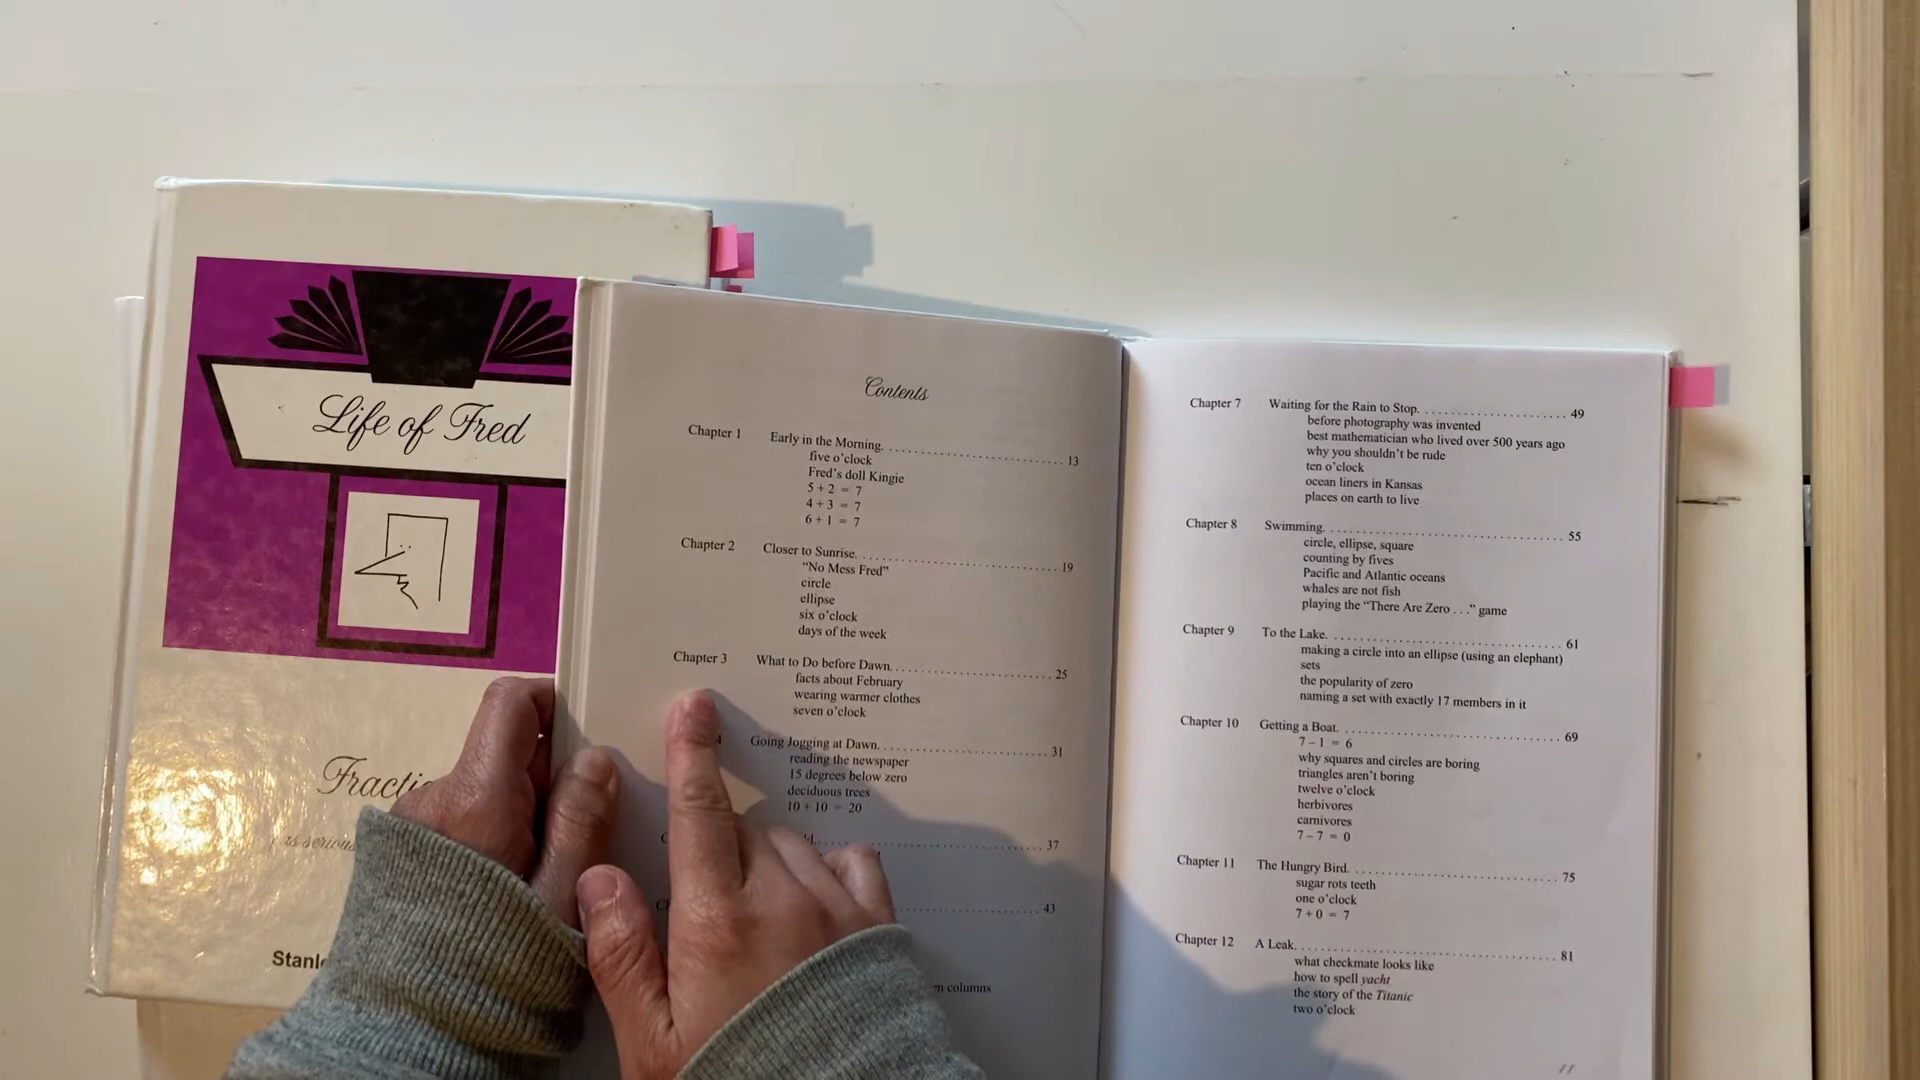 Life of Fred
as serious
Stanl
Contents
Chapter 1 Early in the Morning. . . . . . . . . . . . . . . . . . . . . . . . 13
five o'clock
Fred's doll Kingie
5 + 2 = 7
4 + 3 = 7
6 + 1 = 7
Chapter 2 Closer to Sunrise. . . . . . . . . . . . . . . . . . . . . . . . 19
"No Mess Fred"
circle
ellipse
six o'clock
days of the week
Chapter 3 What to Do before Dawn. . . . . . . . . . . . . . . . . . . . 25
facts about February
wearing warmer clothes
seven o'clock
4 Going Jogging at Dawn. . . . . . . . . . . . . . . . . . . . . 31
reading the newspaper
15 degrees below zero
deciduous trees
10 + 10 = 20
37
43
columns
Chapter 7 Waiting for the Rain to Stop. . . . . . . . . . . . . . . . . . 49
before photography was invented
best mathematician who lived over 500 years ago
why you shouldn't be rude
ten o'clock
ocean liners in Kansas
places on earth to live
Chapter 8 Swimming. . . . . . . . . . . . . . . . . . . . . . . . . . . . 55
circle, ellipse, square
counting by fives
Pacific and Atlantic oceans
whales are not fish
playing the "There Are Zero . . ." game
Chapter 9 To the Lake. . . . . . . . . . . . . . . . . . . . . . . . . . . 61
making a circle into an ellipse (using an elephant)
sets
the popularity of zero
naming a set with exactly 17 members in it
Chapter 10 Getting a Boat. . . . . . . . . . . . . . . . . . . . . . . . . 69
7 – 1 = 6
why squares and circles are boring
triangles aren't boring
twelve o'clock
herbivores
carnivores
7 – 7 = 0
Chapter 11 The Hungry Bird. . . . . . . . . . . . . . . . . . . . . . . . 75
sugar rots teeth
one o'clock
7 + 0 = 7
Chapter 12 A Leak. . . . . . . . . . . . . . . . . . . . . . . . . . . . . 81
what checkmate looks like
how to spell yacht
the story of the Titanic
two o'clock
11